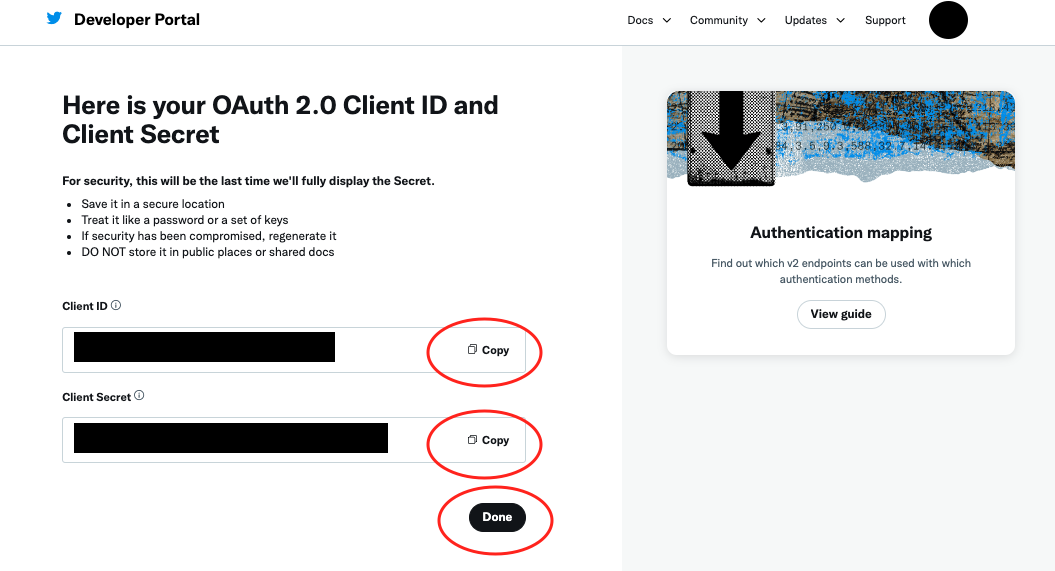 Developer Portal
Docs
Community
Updates
Support
Here is your OAuth 2.0 Client ID and
Client Secret
For security, this will be the last time we'll fully display the Secret.
Save it in a secure location
Treat it like a password or a set of keys
If security has been compromised, regenerate it
DO NOT store it in public places or shared docs
Client ID
Copy
Client Secret
Copy
Done
Authentication mapping
Find out which v2 endpoints can be used with which
authentication methods.
View guide